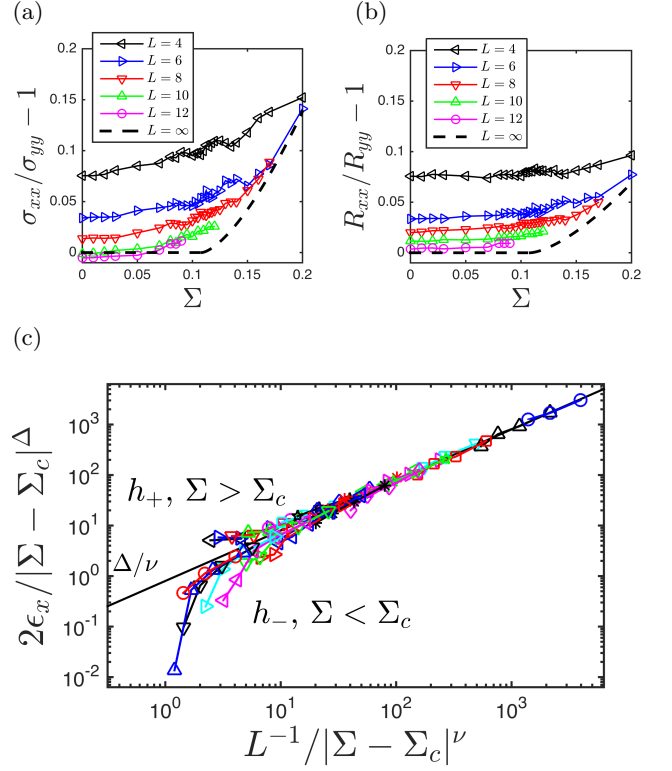 (a)
(b)
L = 4
L = 6
L = 8
L = 10
L = 12
L = ∞
0.2
0.15
0.1
0.05
0
0 0.05 0.1 0.15 0.2
σ_xx/σ_yy − 1
Σ
L = 4
L = 6
L = 8
L = 10
L = 12
L = ∞
0.2
0.15
0.1
0.05
0
0 0.05 0.1 0.15 0.2
R_xx/R_yy − 1
Σ
(c)
2ϵ_x/|Σ − Σ_c|^Δ
10^3
10^2
10^1
10^0
10^-1
10^-2
h_+, Σ > Σ_c
Δ/ν
h_−, Σ < Σ_c
10^0 10^1 10^2 10^3
L^−1/|Σ − Σ_c|^ν